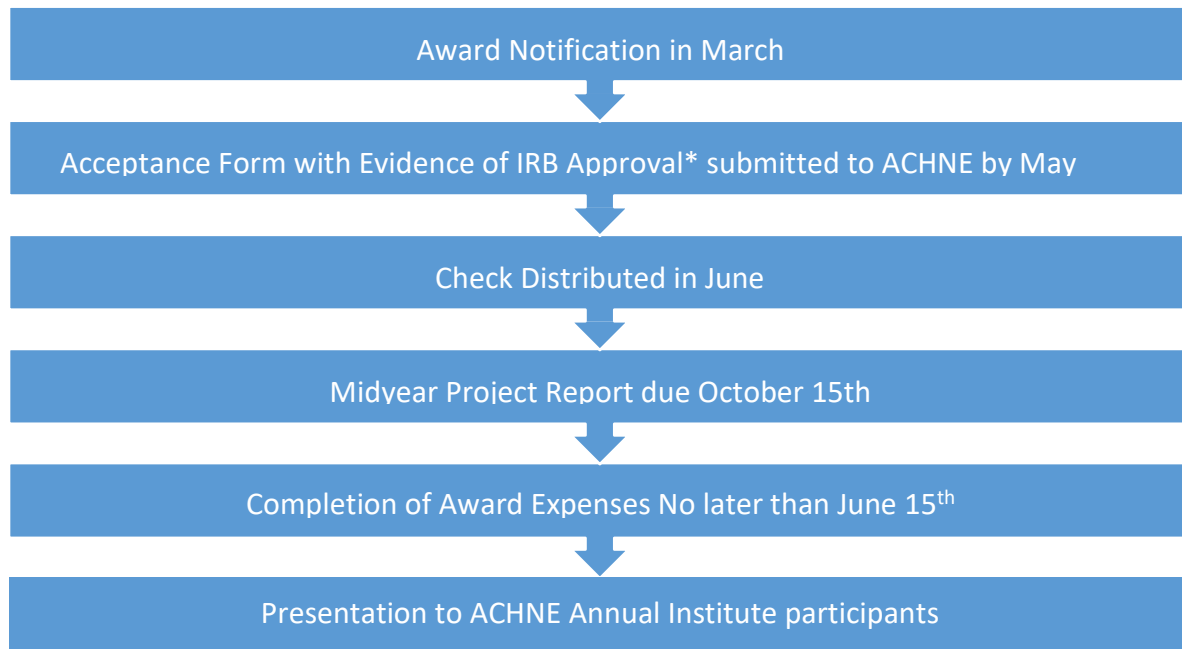 Award Notification in March
Acceptance Form with Evidence of IRB Approval* submitted to ACHNE by May
Check Distributed in June
Midyear Project Report due October 15th
Completion of Award Expenses No later than June 15th
Presentation to ACHNE Annual Institute participants